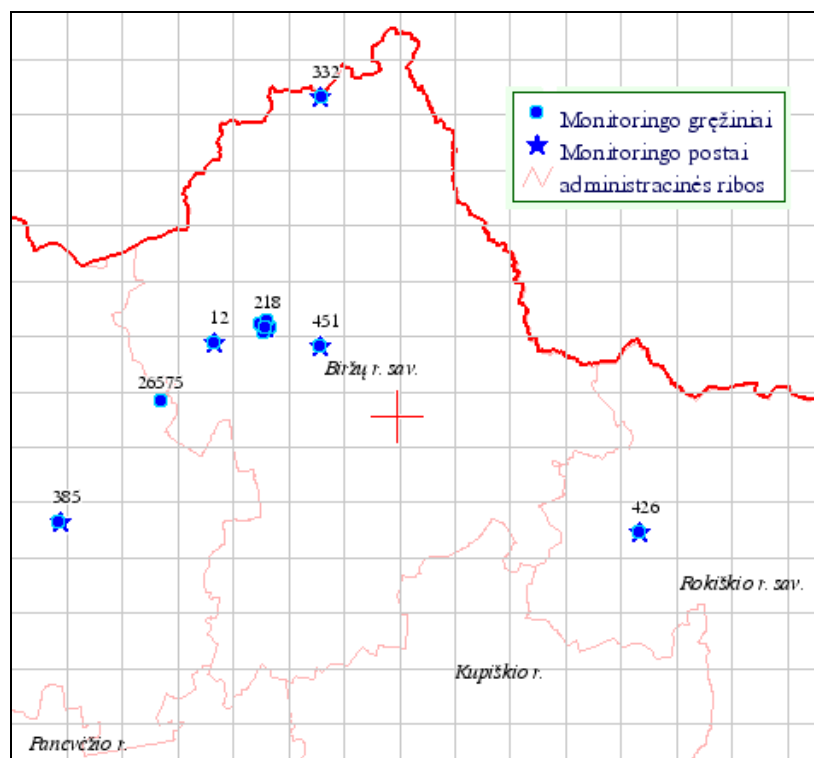 332
Monitoringo gręžiniai
Monitoringo postai
administracinės ribos
218
12
451
Biržų r. sav.
26575
385
426
Rokiškio r. sav.
Kupiškio r.
Panevėžio r.